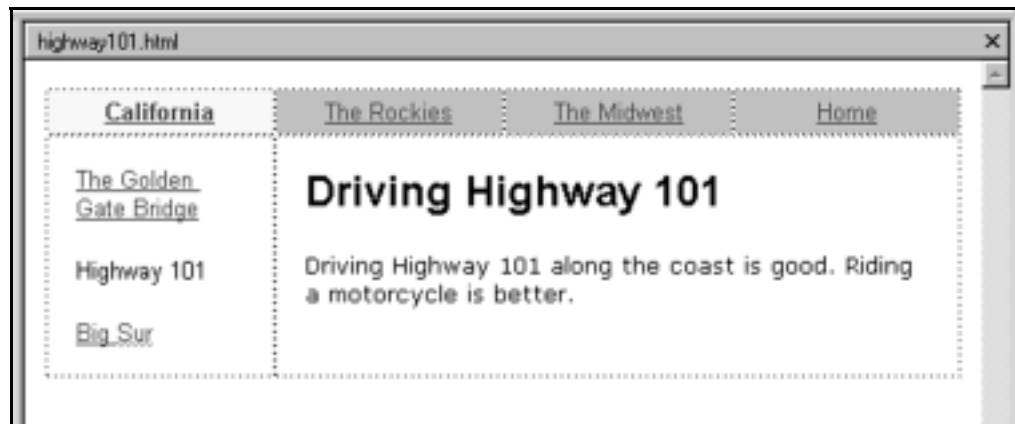 highway101.html
California The Rockies The Midwest Home
The Golden
Gate Bridge
Highway 101
Big Sur
Driving Highway 101
Driving Highway 101 along the coast is good. Riding
a motorcycle is better.